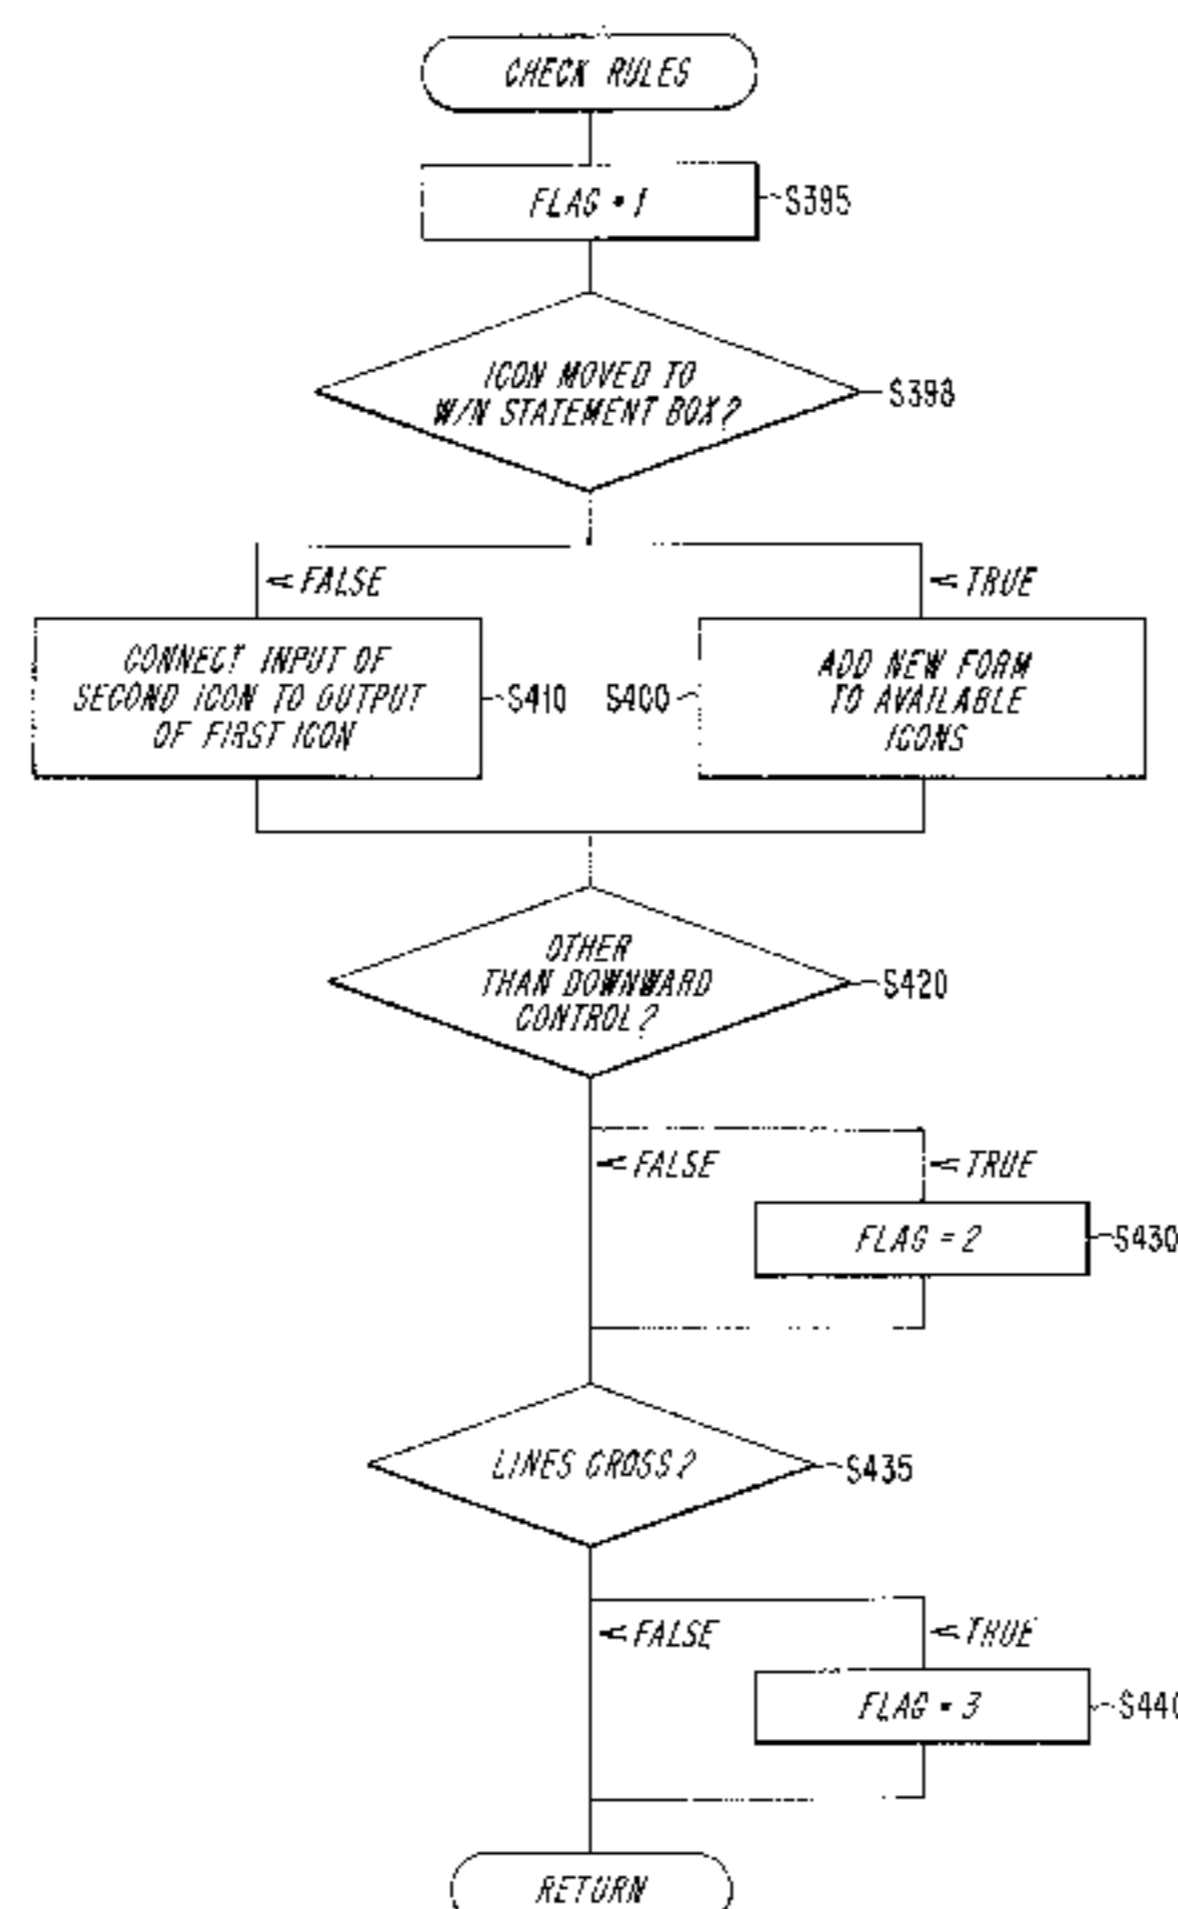 CHECK RULES
FLAG = 1
S395
ICON MOVED TO
W/N STATEMENT BOX?
S398
FALSE
TRUE
CONNECT INPUT OF
SECOND ICON TO OUTPUT
OF FIRST ICON
S410
S400
ADD NEW FORM
TO AVAILABLE
ICONS
OTHER
THAN DOWNWARD
CONTROL?
S420
FALSE
TRUE
FLAG = 2
S430
LINES CROSS?
S435
FALSE
TRUE
FLAG = 3
S440
RETURN